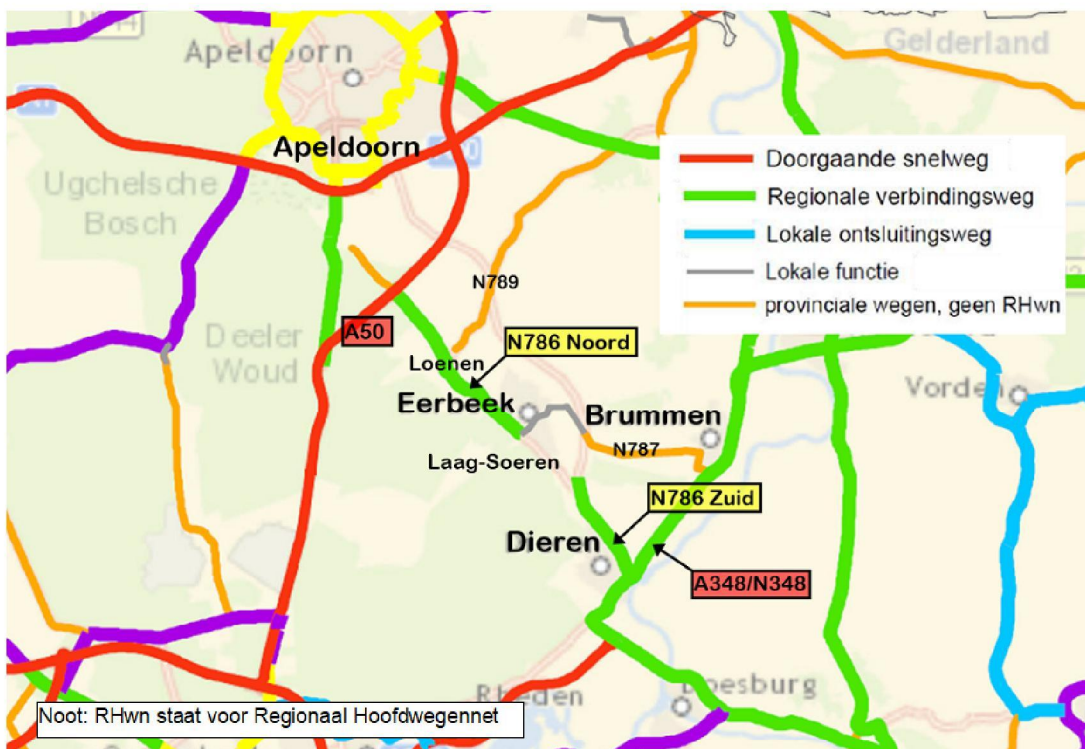 Apeldoorn
Gelderland
Apeldoorn
Ugchelsche
Bosch
Doorgaande snelweg
Regionale verbindingsweg
Lokale ontsluitingsweg
Lokale functie
provinciale wegen, geen RHwn
N789
A50
Deeler
Woud
N786 Noord
Loenen
Eerbeek
Brummen
Vorden
N787
Laag-Soeren
N786 Zuid
Dieren
A348/N348
Rheden
Doesburg
Noot: RHwn staat voor Regionaal Hoofdwegennet